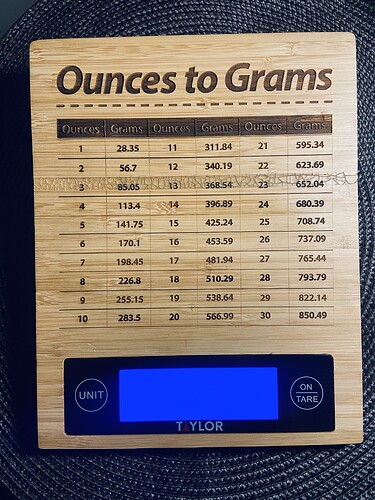 Ounces to Grams
Ounces Grams Ounces Grams Ounces Grams
1 28.35 11 311.84 21 595.34
2 56.7 12 340.19 22 623.69
3 85.05 13 368.54 23 652.04
4 113.4 14 396.89 24 680.39
5 141.75 15 425.24 25 708.74
6 170.1 16 453.59 26 737.09
7 198.45 17 481.94 27 765.44
8 226.8 18 510.29 28 793.79
9 255.15 19 538.64 29 822.14
10 283.5 20 566.99 30 850.49
UNIT
ON
TARE
TAYLOR